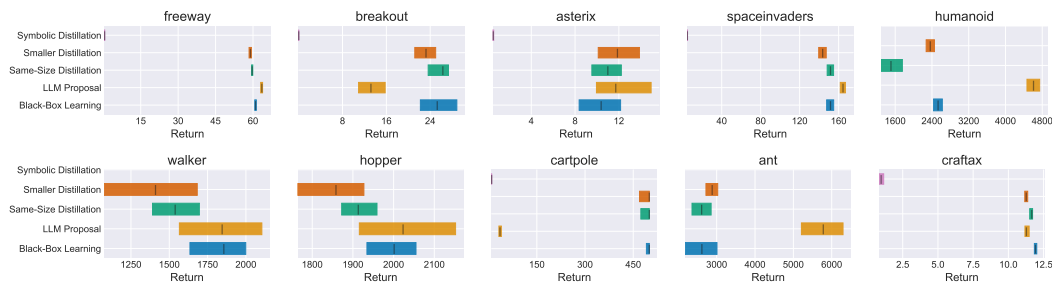 freeway breakout asterix spaceinvaders humanoid
Symbolic Distillation
Smaller Distillation
Same-Size Distillation
LLM Proposal
Black-Box Learning
15 30 45 60 8 16 24 4 8 12 40 80 120 160 1600 2400 3200 4000 4800
Return Return Return Return Return
walker hopper cartpole ant craftax
Symbolic Distillation
Smaller Distillation
Same-Size Distillation
LLM Proposal
Black-Box Learning
1250 1500 1750 2000 1800 1900 2000 2100 150 300 450 3000 4000 5000 6000 2.5 5.0 7.5 10.0 12.5
Return Return Return Return Return